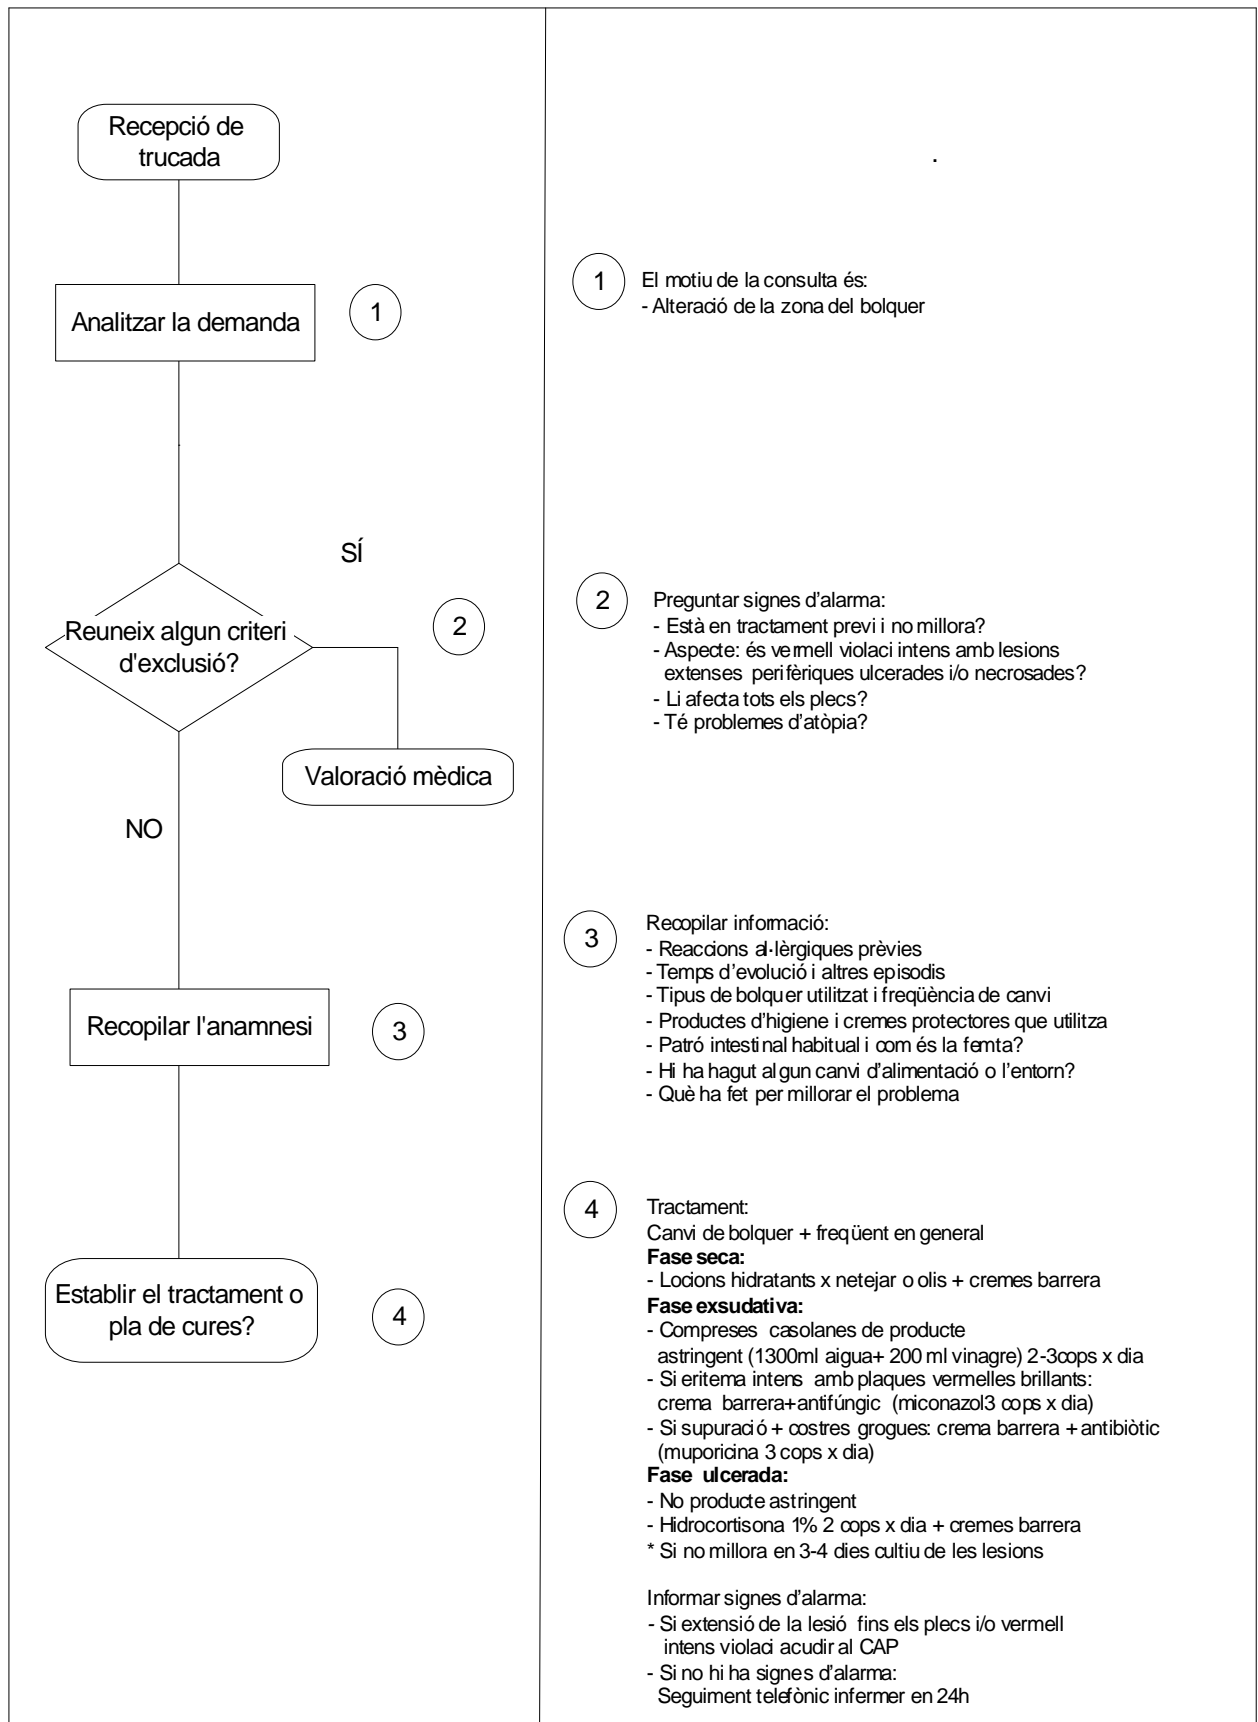 Recepció de
trucada
Analitzar la demanda
1
SÍ
Reuneix algun criteri
d'exclusió?
2
Valoració mèdica
NO
Recopilar l'anamnesi
3
Establir el tractament o
pla de cures?
4
.
1
El motiu de la consulta és:
- Alteració de la zona del bolquer
2
Preguntar signes d'alarma:
- Està en tractament previ i no millora?
- Aspecte: és vermell violaci intens amb lesions
extenses perifèriques ulcerades i/o necrosades?
- Li afecta tots els plecs?
- Té problemes d'atòpia?
3
Recopilar informació:
- Reaccions al·lèrgiques prèvies
- Temps d'evolució i altres episodis
- Tipus de bolquer utilitzat i freqüència de canvi
- Productes d'higiene i cremes protectores que utilitza
- Patró intestinal habitual i com és la femta?
- Hi ha hagut algun canvi d'alimentació o l'entorn?
- Què ha fet per millorar el problema
4
Tractament:
Canvi de bolquer + freqüent en general
Fase seca:
- Locions hidratants x netejar o olis + cremes barrera
Fase exsudativa:
- Compreses casolanes de producte
astringent (1300ml aigua+ 200 ml vinagre) 2-3cops x dia
- Si eritema intens amb plaques vermelles brillants:
crema barrera+antifúngic (miconazol3 cops x dia)
- Si supuració + costres grogues: crema barrera + antibiòtic
(muporicina 3 cops x dia)
Fase ulcerada:
- No producte astringent
- Hidrocortisona 1% 2 cops x dia + cremes barrera
* Si no millora en 3-4 dies cultiu de les lesions
Informar signes d'alarma:
- Si extensió de la lesió fins els plecs i/o vermell
intens violaci acudir al CAP
- Si no hi ha signes d'alarma:
Seguiment telefònic infermer en 24h